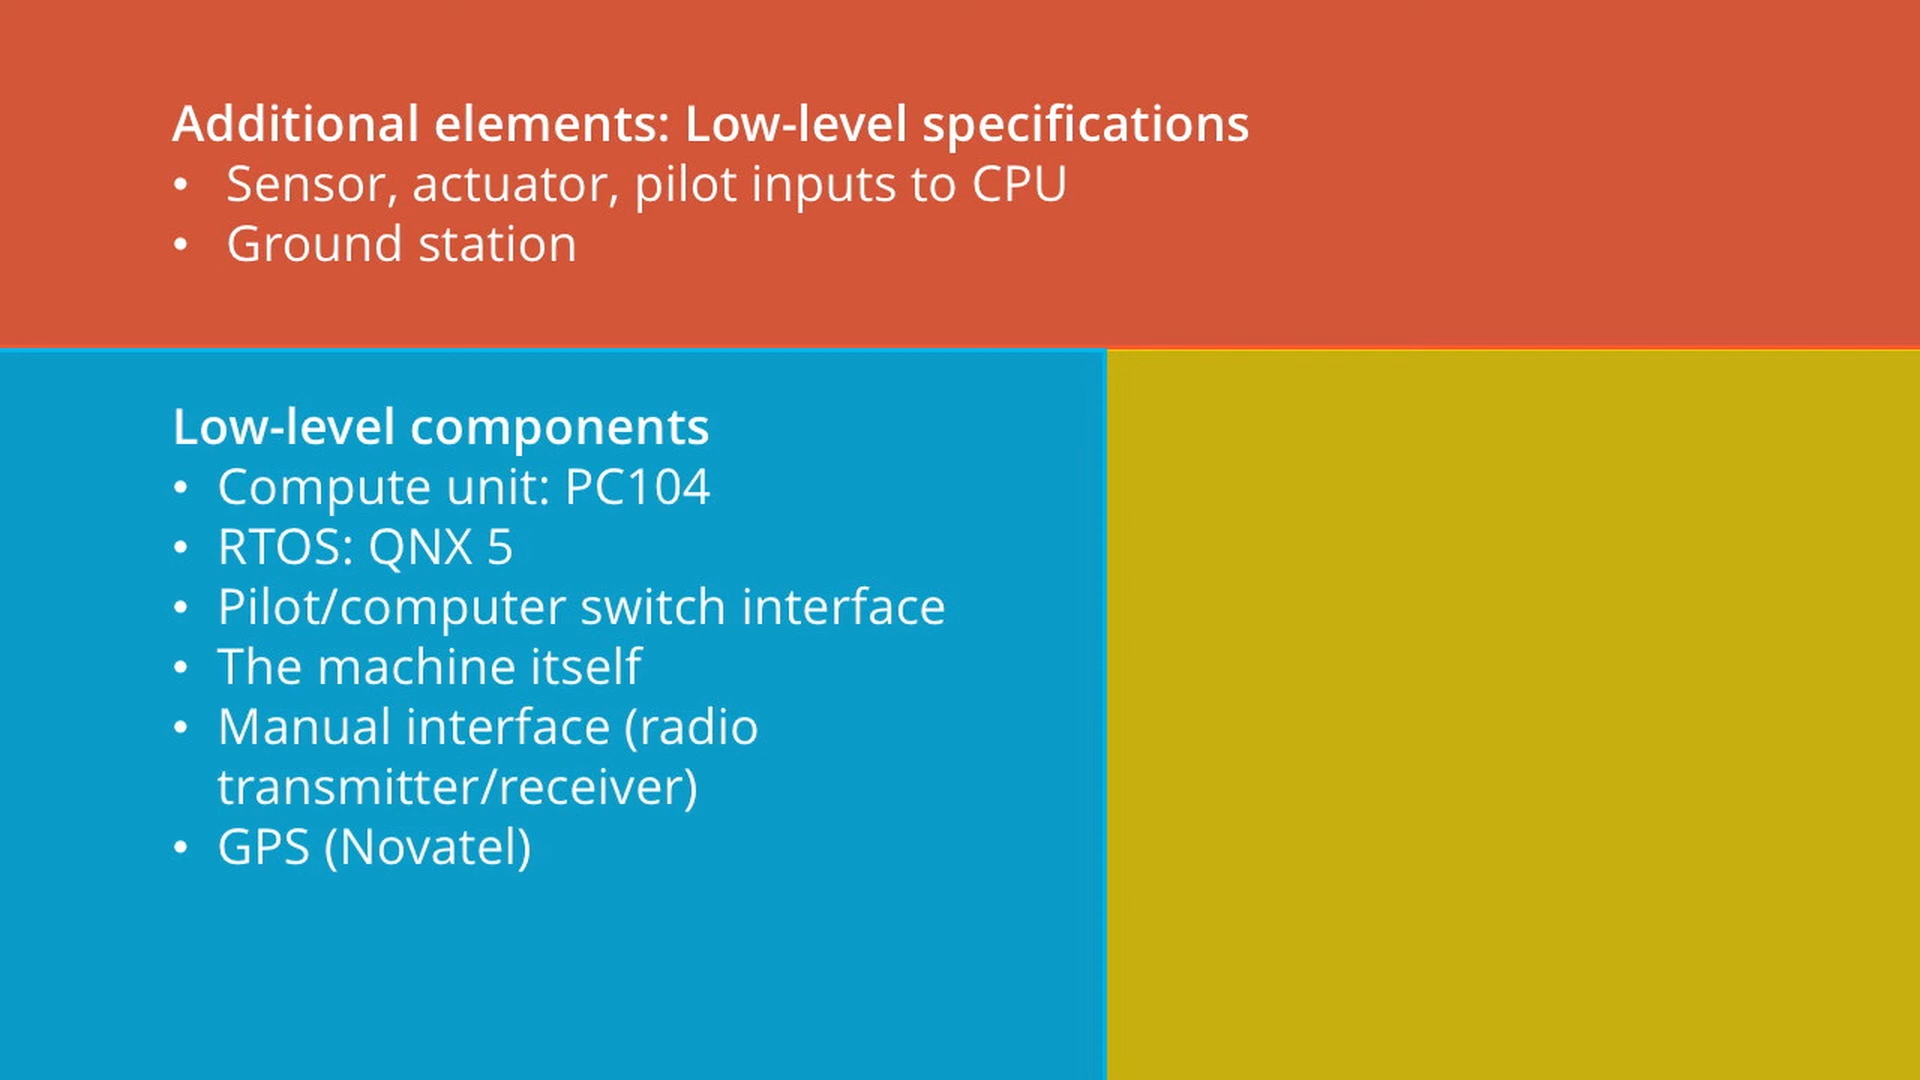 Additional elements: Low-level specifications
• Sensor, actuator, pilot inputs to CPU
• Ground station
Low-level components
• Compute unit: PC104
• RTOS: QNX 5
• Pilot/computer switch interface
• The machine itself
• Manual interface (radio
transmitter/receiver)
• GPS (Novatel)